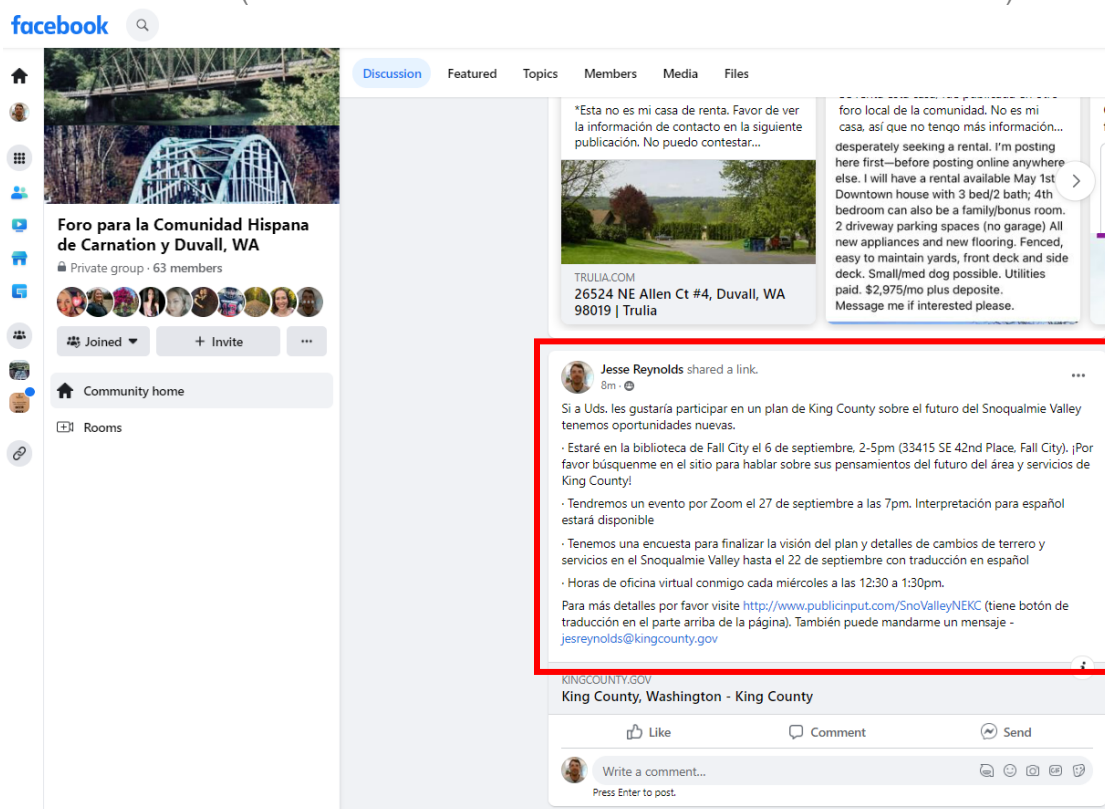 facebook
Discussion Featured Topics Members Media Files
*Esta no es mi casa de renta. Favor de ver
la información de contacto en la siguiente
publicación. No puedo contestar...
TRULIA.COM
26524 NE Allen Ct #4, Duvall, WA
98019 | Trulia
foro local de la comunidad. No es mi
casa, así que no tengo más información...
desperately seeking a rental. I'm posting
here first—before posting online anywhere
else. I will have a rental available May 1st
Downtown house with 3 bed/2 bath; 4th
bedroom can also be a family/bonus room.
2 driveway parking spaces (no garage) All
new appliances and new flooring. Fenced,
easy to maintain yards, front deck and side
deck. Small/med dog possible. Utilities
paid. $2,975/mo plus deposite.
Message me if interested please.
Foro para la Comunidad Hispana
de Carnation y Duvall, WA
Private group · 63 members
Joined + Invite ...
Community home
Rooms
Jesse Reynolds shared a link.
8m ·
Si a Uds. les gustaría participar en un plan de King County sobre el futuro del Snoqualmie Valley
tenemos oportunidades nuevas.
· Estaré en la biblioteca de Fall City el 6 de septiembre, 2-5pm (33415 SE 42nd Place, Fall City). ¡Por
favor búsquenme en el sitio para hablar sobre sus pensamientos del futuro del área y servicios de
King County!
· Tendremos un evento por Zoom el 27 de septiembre a las 7pm. Interpretación para español
estará disponible
· Tenemos una encuesta para finalizar la visión del plan y detalles de cambios de terrero y
servicios en el Snoqualmie Valley hasta el 22 de septiembre con traducción en español
· Horas de oficina virtual conmigo cada miércoles a las 12:30 a 1:30pm.
Para más detalles por favor visite http://www.publicinput.com/SnoValleyNEKC (tiene botón de
traducción en el parte arriba de la página). También puede mandarme un mensaje -
jesreynolds@kingcounty.gov
KINGCOUNTY.GOV
King County, Washington - King County
Like Comment Send
Write a comment...
GIF
Press Enter to post.